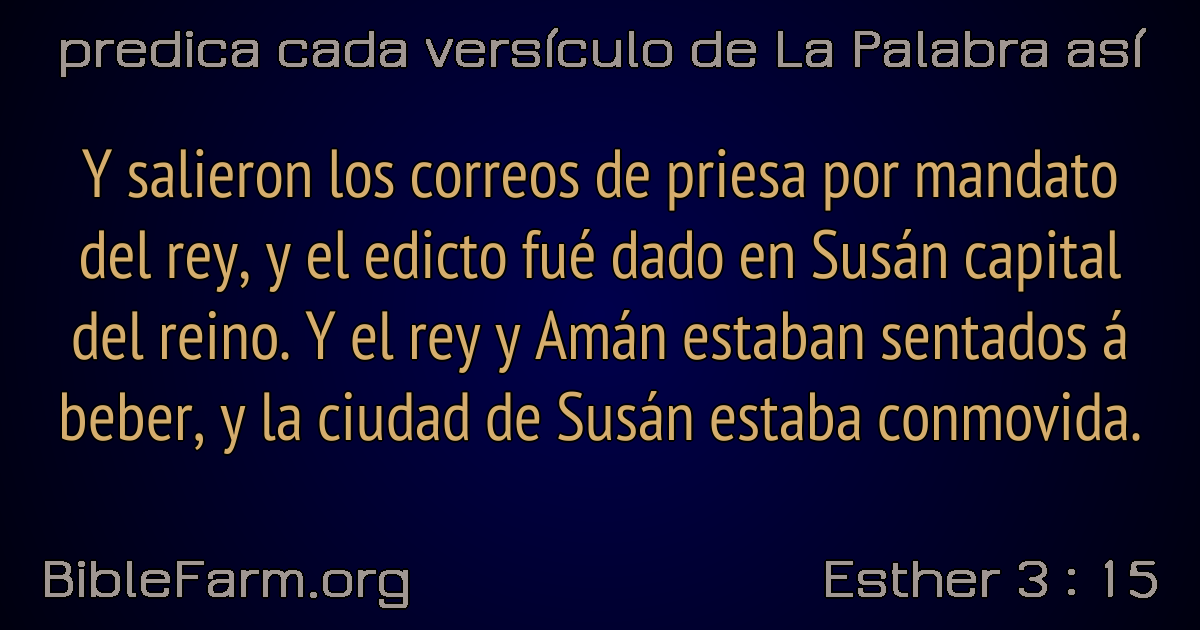 predica cada versículo de La Palabra así
Y salieron los correos de priesa por mandato
del rey, y el edicto fué dado en Susán capital
del reino. Y el rey y Amán estaban sentados á
beber, y la ciudad de Susán estaba conmovida.
BibleFarm.org
Esther 3 : 15